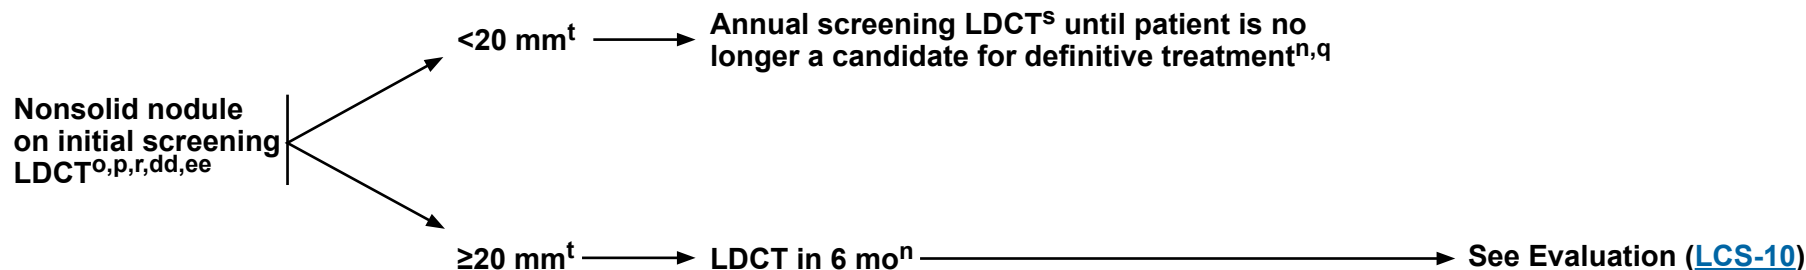 <20 mmt
Annual screening LDCTs until patient is no
longer a candidate for definitive treatmentn,q
Nonsolid nodule
on initial screening
LDCTo,p,r,dd,ee
≥20 mmt
LDCT in 6 mon
See Evaluation (LCS-10)